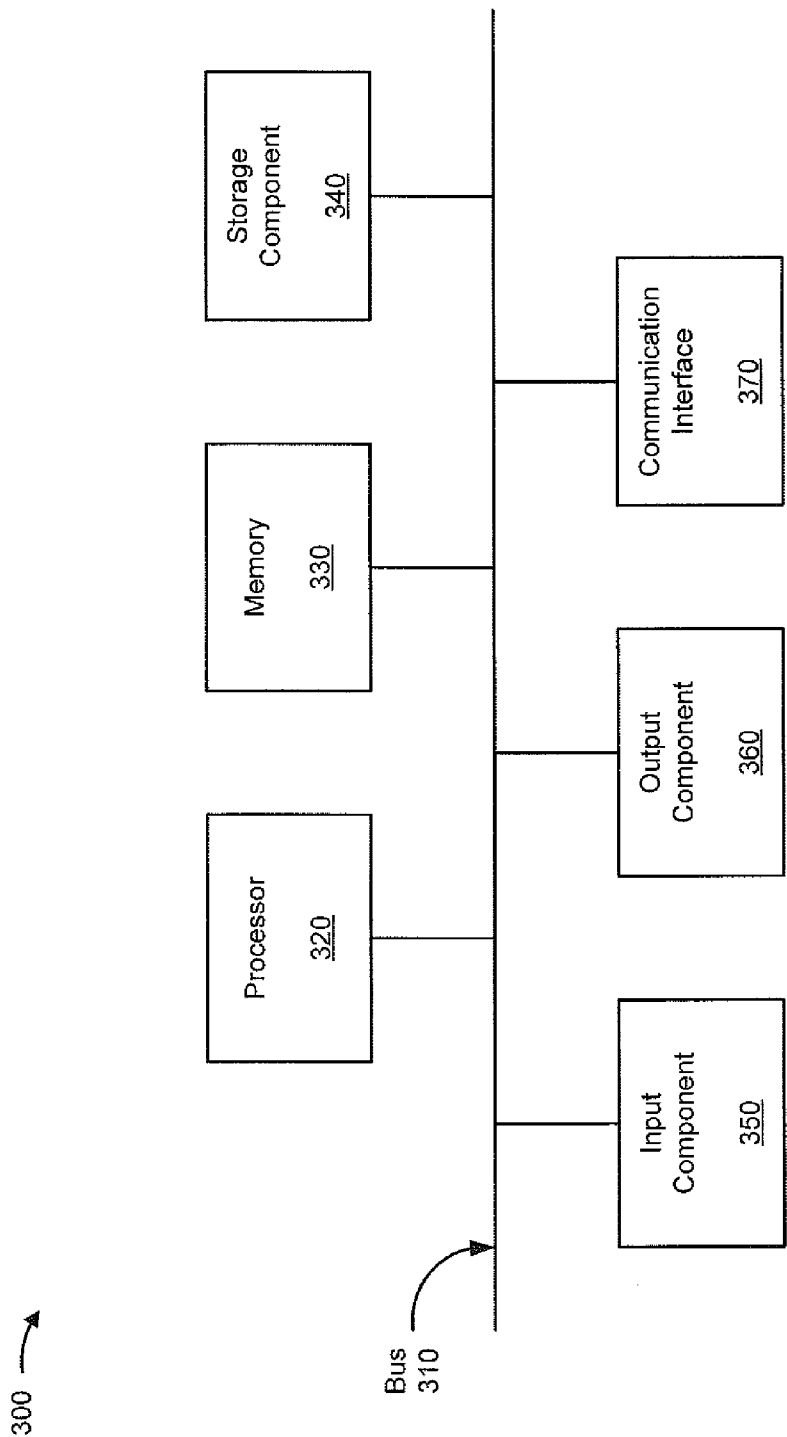 300
Bus
310
Processor
320
Memory
330
Storage
Component
340
Input
Component
350
Output
Component
360
Communication
Interface
370